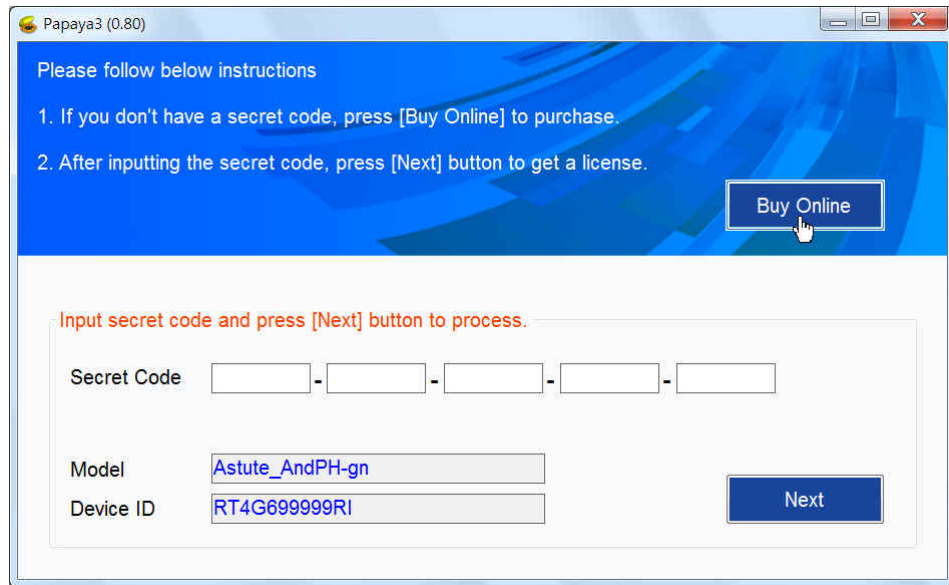 Papaya3 (0.80)
Please follow below instructions
1. If you don't have a secret code, press [Buy Online] to purchase.
2. After inputting the secret code, press [Next] button to get a license.
Buy Online
Input secret code and press [Next] button to process.
Secret Code - - - -
Model Astute_AndPH-gn
Device ID RT4G699999RI
Next